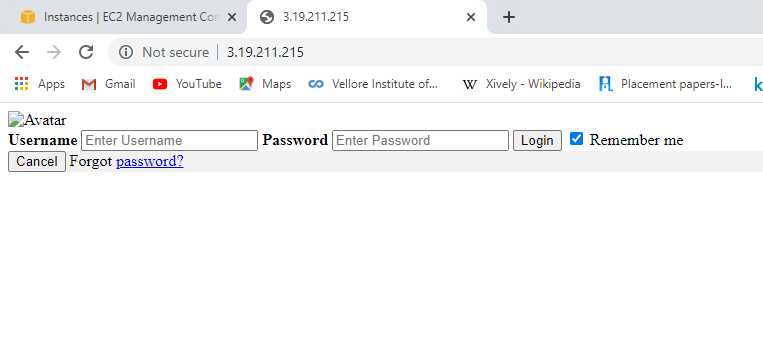 Instances | EC2 Management Con
3.19.211.215
Not secure
3.19.211.215
Apps Gmail YouTube Maps Vellore Institute of... Xively - Wikipedia Placement papers-I... k
Avatar
Username Enter Username Password Enter Password Login Remember me
Cancel Forgot password?